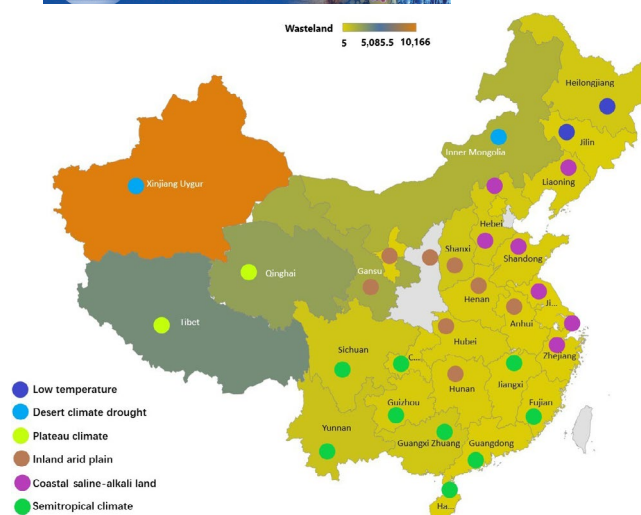 Wasteland
5 5,085.5 10,166
Heilongjiang
Jilin
Inner Mongolia
Liaoning
Xinjiang Uygur
Hebei
Shanxi
Shandong
Qinghai
Gansu
Henan
Ji...
Tibet
Anhui
Hubei
Zhejiang
Sichuan
C...
Hunan
Jiangxi
Guizhou
Fujian
Yunnan
Guangxi Zhuang
Guangdong
Ha...
Low temperature
Desert climate drought
Plateau climate
Inland arid plain
Coastal saline-alkali land
Semitropical climate